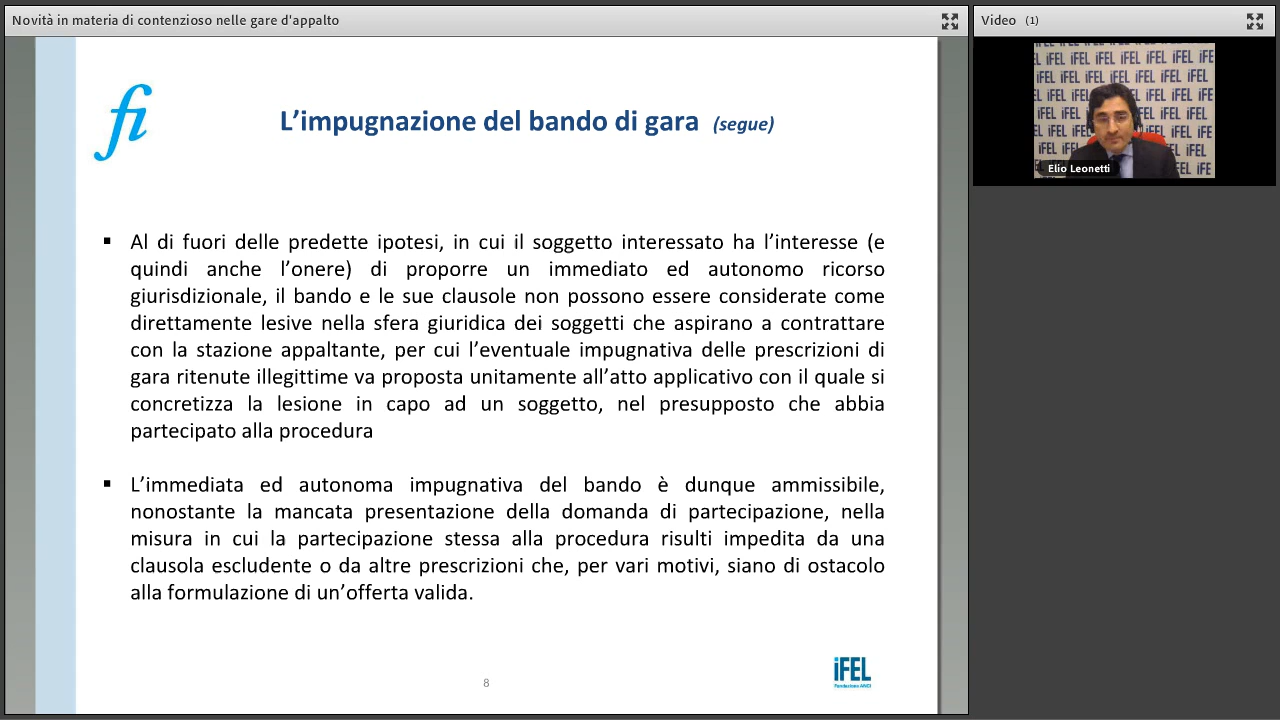 Novità in materia di contenzioso nelle gare d'appalto
Video (1)
fi
L'impugnazione del bando di gara (segue)
▪ Al di fuori delle predette ipotesi, in cui il soggetto interessato ha l'interesse (e
quindi anche l'onere) di proporre un immediato ed autonomo ricorso
giurisdizionale, il bando e le sue clausole non possono essere considerate come
direttamente lesive nella sfera giuridica dei soggetti che aspirano a contrattare
con la stazione appaltante, per cui l'eventuale impugnativa delle prescrizioni di
gara ritenute illegittime va proposta unitamente all'atto applicativo con il quale si
concretizza la lesione in capo ad un soggetto, nel presupposto che abbia
partecipato alla procedura
▪ L'immediata ed autonoma impugnativa del bando è dunque ammissibile,
nonostante la mancata presentazione della domanda di partecipazione, nella
misura in cui la partecipazione stessa alla procedura risulti impedita da una
clausola escludente o da altre prescrizioni che, per vari motivi, siano di ostacolo
alla formulazione di un'offerta valida.
8
iFEL
Fondazione ANCI
Elio Leonetti